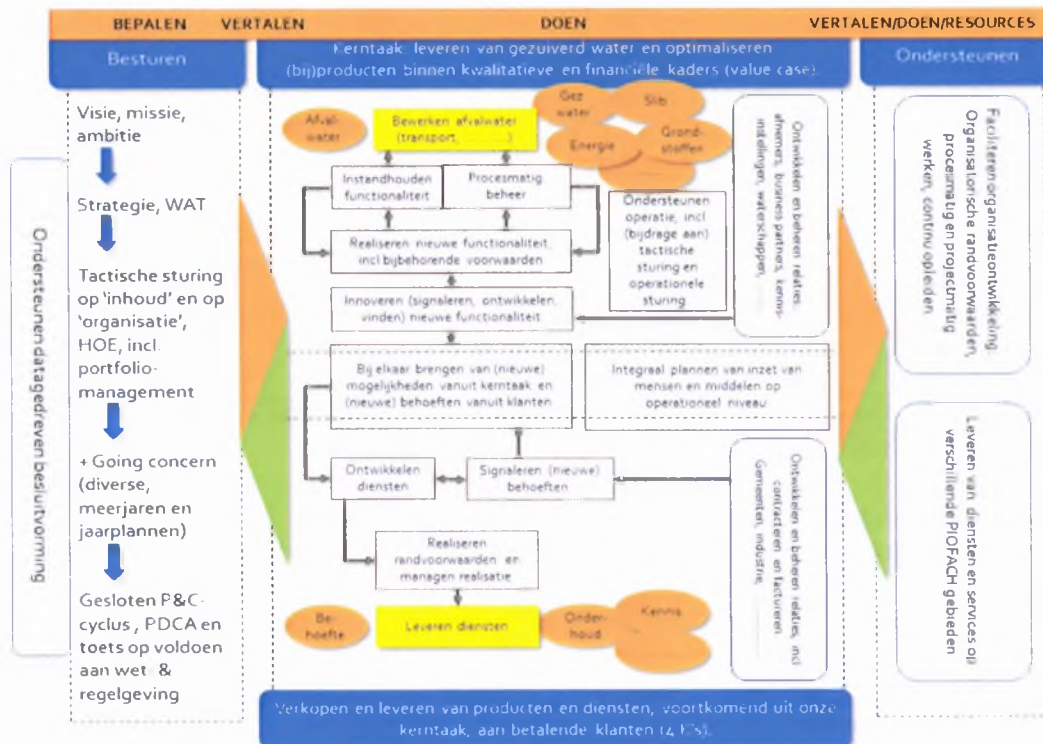 BEPALEN
VERTALEN
DOEN
VERTALEN/DOEN/RESOURCES
Besturen
Kerntaak: leveren van gezuiverd water en optimaliseren
(bij)producten binnen kwalitatieve en financiële kaders (value case).
Ondersteunen
Ondersteunen datagedreven besluitvorming
Visie, missie,
ambitie
Strategie, WAT
Tactische sturing
op 'inhoud' en op
'organisatie',
HOE, incl.
portfolio-
management
+ Going concern
(diverse,
meerjaren en
jaarplannen)
Gesloten P&C-
cyclus, PDCA en
toets op voldoen
aan wet- &
regelgeving
Afval-
water
Bewerken afvalwater
(transport, ...........)
Gez
water
Slib
Energie
Grond-
stoffen
Instandhouden
functionaliteit
Procesmatig
beheer
Realiseren nieuwe functionaliteit,
incl bijbehorende voorwaarden
Ondersteunen
operatie, incl
(bijdrage aan)
tactische
sturing en
operationele
sturing
Innoveren (signaleren, ontwikkelen,
vinden) nieuwe functionaliteit
Ontwikkelen en beheren relaties,
afnemers, business partners, kennis-
instellingen, waterschappen,
Bij elkaar brengen van (nieuwe)
mogelijkheden vanuit kerntaak en
(nieuwe) behoeften vanuit klanten
Integraal plannen van inzet van
mensen en middelen op
operationeel niveau
Ontwikkelen
diensten
Signaleren (nieuwe)
behoeften
Realiseren
randvoorwaarden en
managen realisatie
Ontwikkelen en beheren relaties, incl
contracteren en factureren
Gemeenten, industrie,
Be-
hoefte
Leveren diensten
Onder-
houd
Kennis
Verkopen en leveren van producten en diensten, voortkomend uit onze
kerntaak, aan betalende klanten (4 K's).
Faciliteren organisatieontwikkeling
Organisatorische randvoorwaarden,
procesmatig en projectmatig
werken, continu opleiden
Leveren van diensten en services op
verschillende PIOFACH gebieden